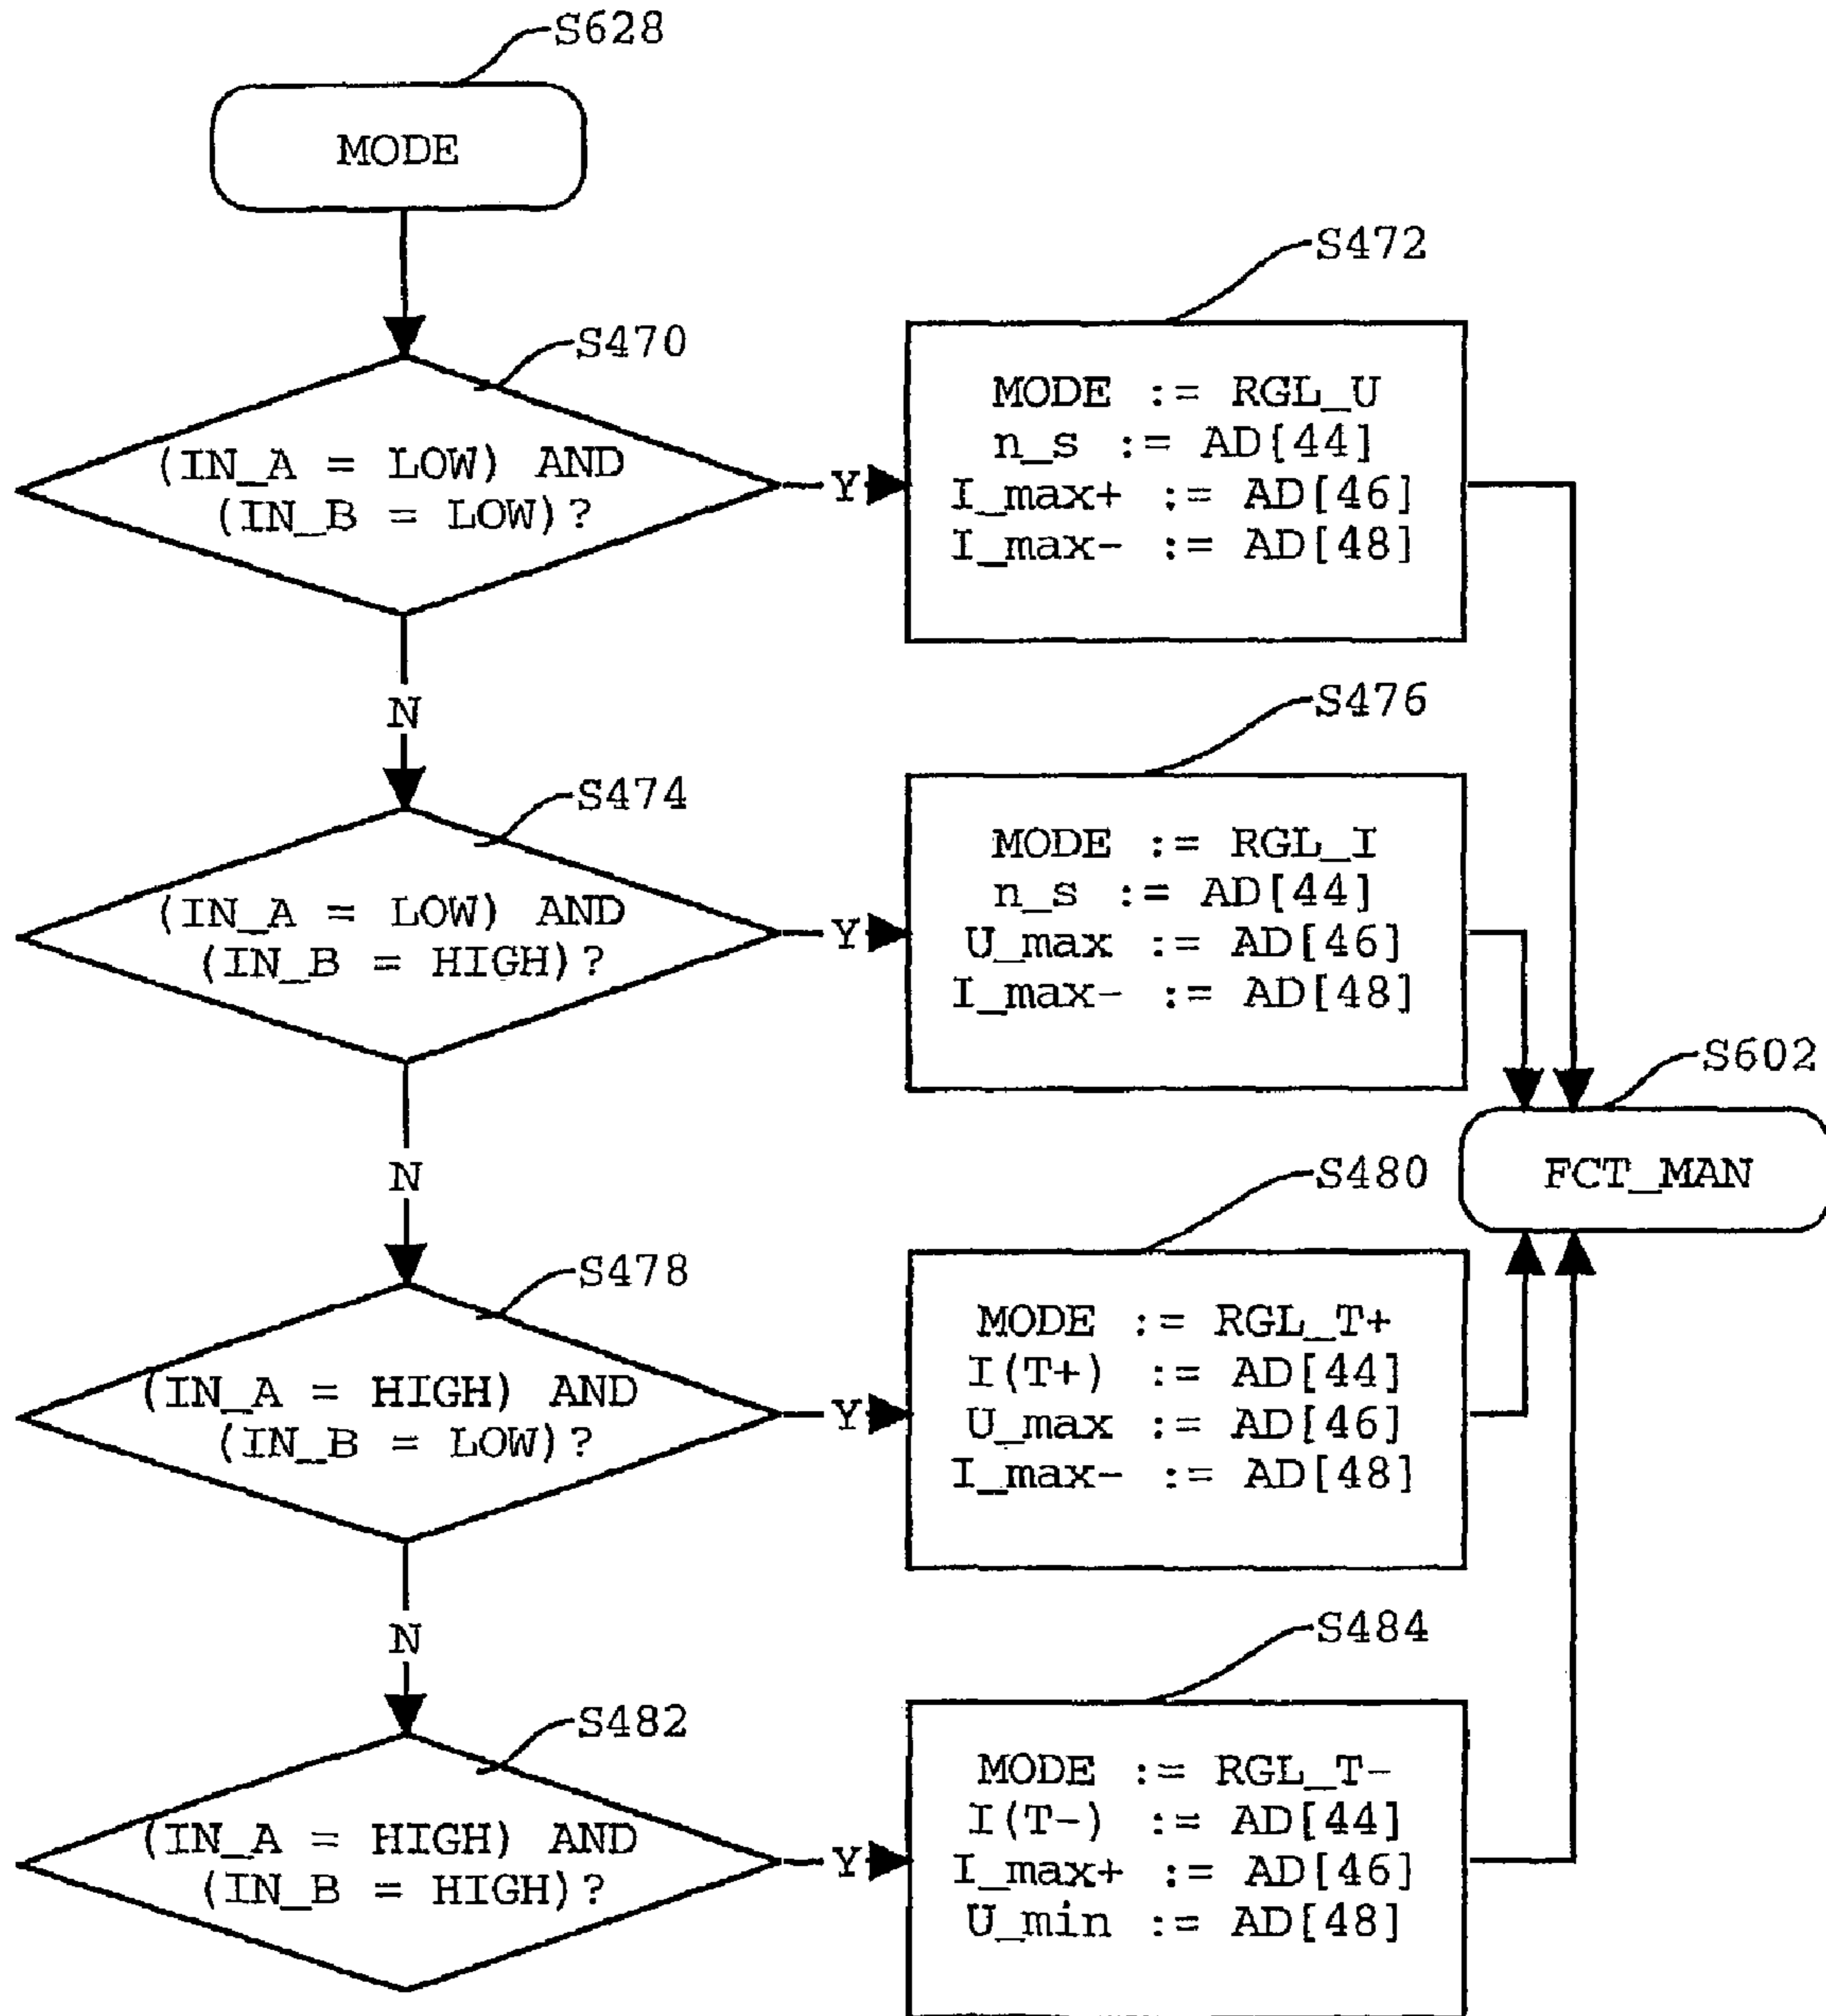 S628
MODE
S470
(IN_A = LOW) AND
(IN_B = LOW)?
Y
S472
MODE := RGL_U
n_s := AD[44]
I_max+ := AD[46]
I_max- := AD[48]
N
S474
(IN_A = LOW) AND
(IN_B = HIGH)?
Y
S476
MODE := RGL_I
n_s := AD[44]
U_max := AD[46]
I_max- := AD[48]
S602
FCT_MAN
N
S478
(IN_A = HIGH) AND
(IN_B = LOW)?
Y
S480
MODE := RGL_T+
I(T+) := AD[44]
U_max := AD[46]
I_max- := AD[48]
N
S482
(IN_A = HIGH) AND
(IN_B = HIGH)?
Y
S484
MODE := RGL_T-
I(T-) := AD[44]
I_max+ := AD[46]
U_min := AD[48]